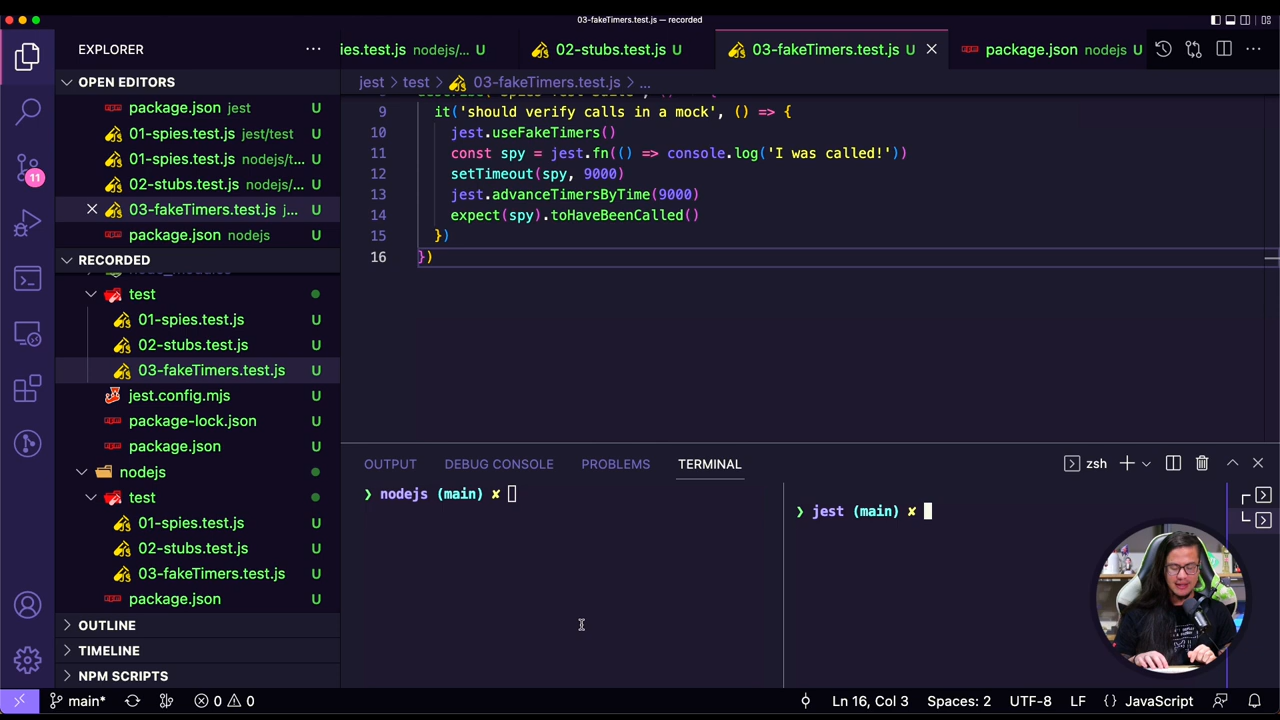 03-fakeTimers.test.js — recorded
EXPLORER
OPEN EDITORS
package.json jest
01-spies.test.js jest/test U
01-spies.test.js nodejs/t... U
02-stubs.test.js nodejs/... U
03-fakeTimers.test.js j... U
package.json nodejs U
RECORDED
test
01-spies.test.js U
02-stubs.test.js U
03-fakeTimers.test.js U
jest.config.mjs U
package-lock.json U
package.json U
nodejs
test
01-spies.test.js U
02-stubs.test.js U
03-fakeTimers.test.js U
package.json U
OUTLINE
TIMELINE
NPM SCRIPTS
11
ies.test.js nodejs/... U
02-stubs.test.js U
03-fakeTimers.test.js U
package.json nodejs U
jest > test > 03-fakeTimers.test.js > ...
9 it('should verify calls in a mock', () => {
10 jest.useFakeTimers()
11 const spy = jest.fn(() => console.log('I was called!'))
12 setTimeout(spy, 9000)
13 jest.advanceTimersByTime(9000)
14 expect(spy).toHaveBeenCalled()
15 })
16 })
OUTPUT DEBUG CONSOLE PROBLEMS TERMINAL
zsh
❯ nodejs (main) ✘
❯ jest (main) ✘
main* 0 0
Ln 16, Col 3 Spaces: 2 UTF-8 LF {} JavaScript